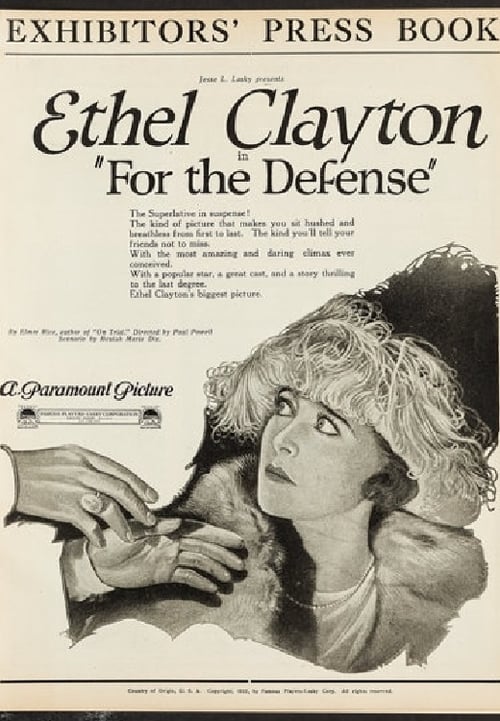 EXHIBITORS' PRESS BOOK
Jesse L. Lasky presents
Ethel Clayton
in
"For the Defense"
The Superlative in suspense!
The kind of picture that makes you sit hushed and
breathless from first to last. The kind you'll tell your
friends not to miss.
With the most amazing and daring climax ever
conceived.
With a popular star, a great cast, and a story thrilling
to the last degree.
Ethel Clayton's biggest picture.
By Elmer Rice, author of "On Trial." Directed by Paul Powell
Scenario by Beulah Marie Dix.
A Paramount Picture
FAMOUS PLAYERS-LASKY CORPORATION
Country of Origin, U. S. A. Copyright, 1922, by Famous Players-Lasky Corp. All rights reserved.